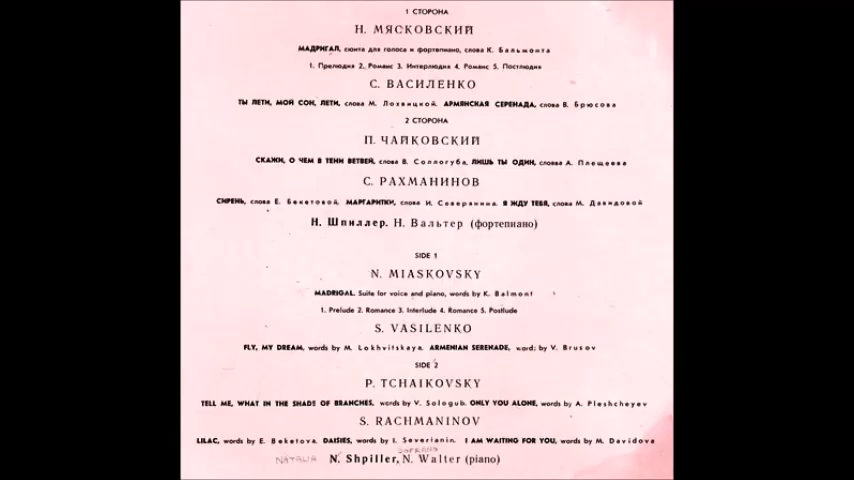 1 СТОРОНА
Н. МЯСКОВСКИЙ
МАДРИГАЛ, сюита для голоса и фортепиано, слова К. Бальмонта
1. Прелюдия 2. Романс 3. Интерлюдия 4. Романс 5. Постлюдия
С. ВАСИЛЕНКО
ТЫ ЛЕТИ, МОЙ СОН, ЛЕТИ, слова М. Лохвицкой. АРМЯНСКАЯ СЕРЕНАДА, слова В. Брюсова
2 СТОРОНА
П. ЧАЙКОВСКИЙ
СКАЖИ, О ЧЕМ В ТЕНИ ВЕТВЕЙ, слова В. Соллогуба. ЛИШЬ ТЫ ОДИН, слова А. Плещеева
С. РАХМАНИНОВ
СИРЕНЬ, слова Е. Бекетовой. МАРГАРИТКИ, слова И. Северянина. Я ЖДУ ТЕБЯ, слова М. Давидовой
Н. Шпиллер. Н. Вальтер (фортепиано)
SIDE 1
N. MIASKOVSKY
MADRIGAL. Suite for voice and piano, words by K. Balmont
1. Prelude 2. Romance 3. Interlude 4. Romance 5. Postlude
S. VASILENKO
FLY, MY DREAM, words by M. Lokhvitskaya. ARMENIAN SERENADE, word: by V. Brusov
SIDE 2
P. TCHAIKOVSKY
TELL ME, WHAT IN THE SHADE OF BRANCHES, words by V. Sologub. ONLY YOU ALONE, words by A. Pleshcheyev
S. RACHMANINOV
LILAC, words by E. Beketova. DAISIES, words by I. Severianin. I AM WAITING FOR YOU, words by M. Davidova
SOPRANO
NATALIA N. Shpiller, N. Walter (piano)